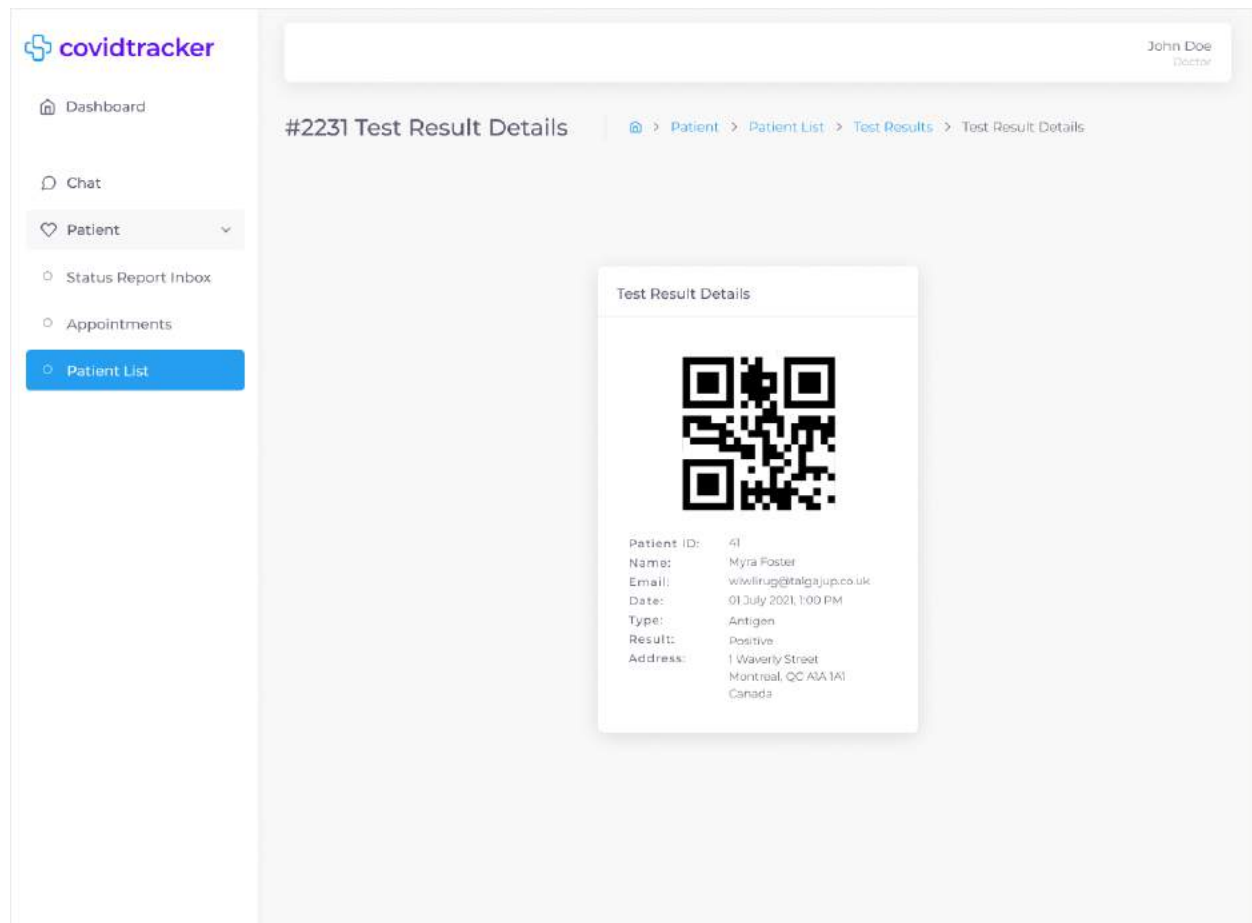 covidtracker
John Doe
Doctor
Dashboard
#2231 Test Result Details
> Patient > Patient List > Test Results > Test Result Details
Chat
Patient
Status Report Inbox
Appointments
Patient List
Test Result Details
Patient ID: 41
Name: Myra Foster
Email: wiwlirug@talgajup.co.uk
Date: 01 July 2021, 1:00 PM
Type: Antigen
Result: Positive
Address: 1 Waverly Street
Montreal, QC A1A 1A1
Canada